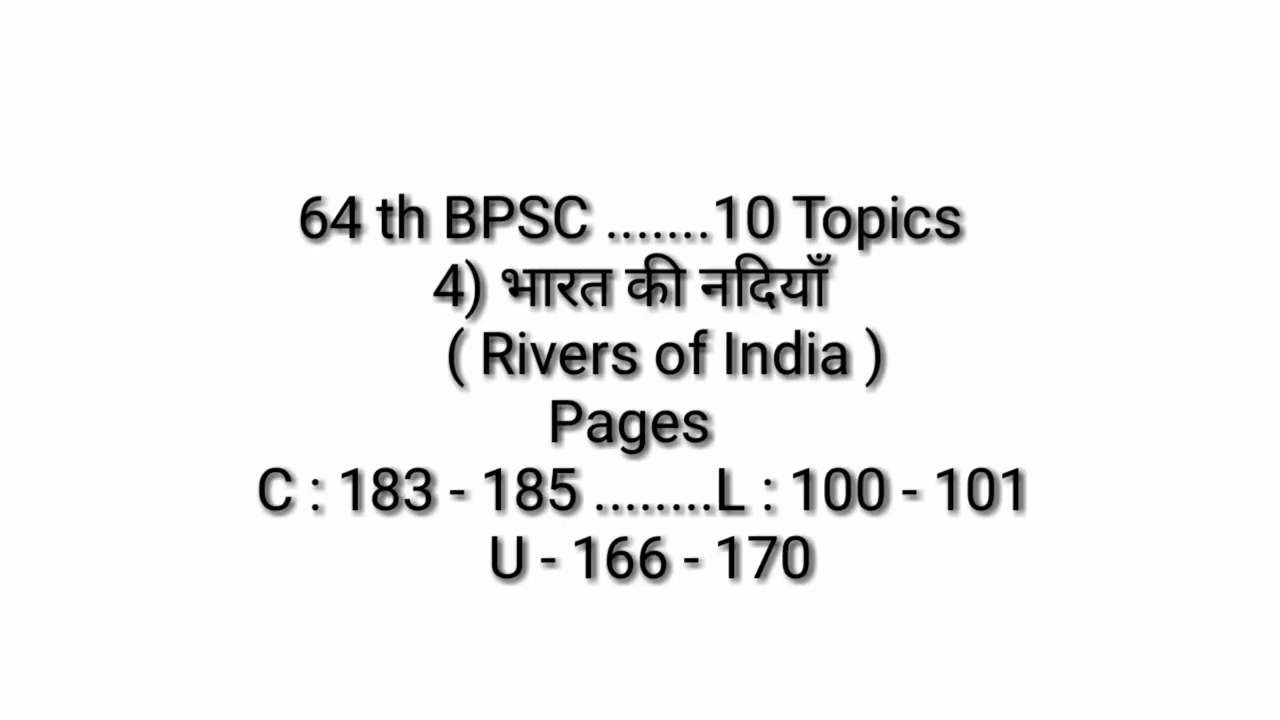 64 th BPSC .......10 Topics
4) भारत की नदियाँ
( Rivers of India )
Pages
C : 183 - 185 ........L : 100 - 101
U - 166 - 170